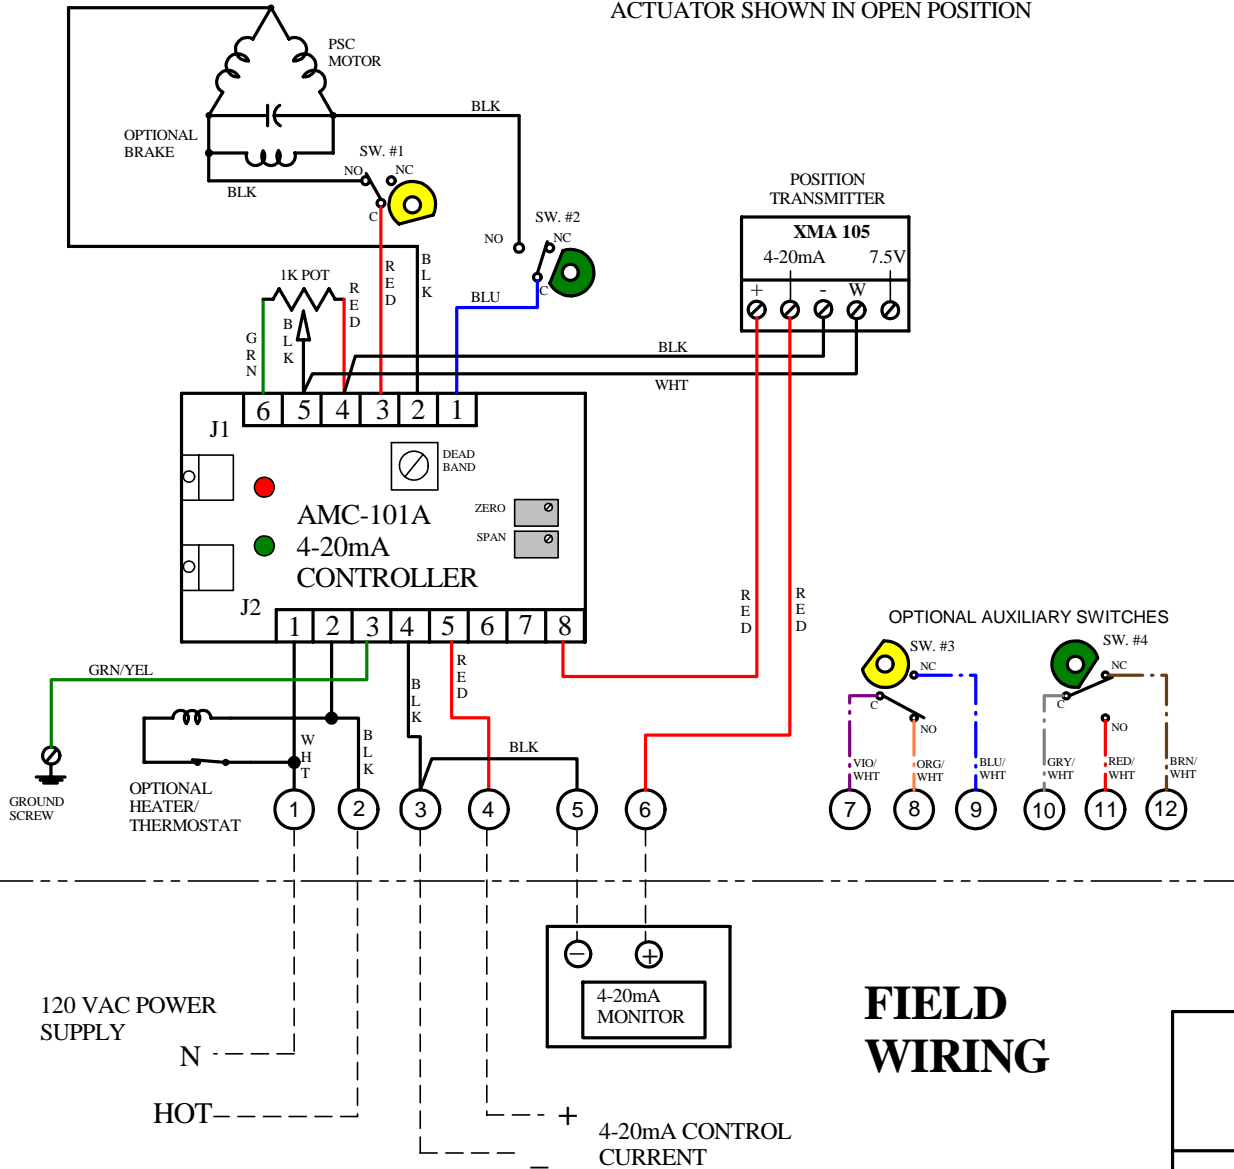 ACTUATOR SHOWN IN OPEN POSITION
PSC
MOTOR
OPTIONAL
BRAKE
BLK
SW. #1
NO
NC
C
BLK
SW. #2
NO
NC
C
BLU
RED
BLK
1K POT
GRN
BLK
RED
POSITION
TRANSMITTER
XMA 105
4-20mA
7.5V
+
-
W
BLK
WHT
6 5 4 3 2 1
J1
DEAD
BAND
ZERO
SPAN
AMC-101A
4-20mA
CONTROLLER
J2
1 2 3 4 5 6 7 8
GRN/YEL
GROUND
SCREW
OPTIONAL
HEATER/
THERMOSTAT
WHT
BLK
BLK
RED
BLK
RED
RED
1 2 3 4 5 6
OPTIONAL AUXILIARY SWITCHES
SW. #3
NC
C
NO
VIO/
WHT
ORG/
WHT
BLU/
WHT
SW. #4
NC
C
NO
GRY/
WHT
RED/
WHT
BRN/
WHT
7 8 9 10 11 12
120 VAC POWER
SUPPLY
N
HOT
− +
4-20mA
MONITOR
+
4-20mA CONTROL
CURRENT
_
FIELD
WIRING